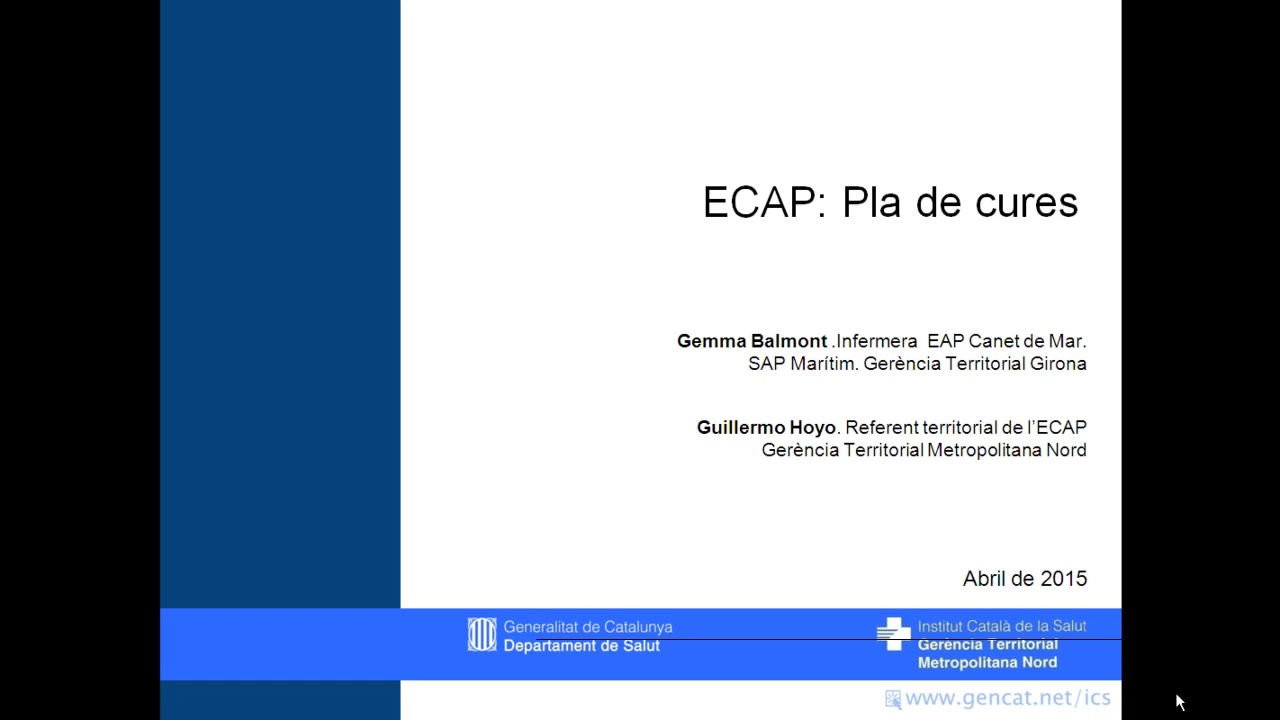 ECAP: Pla de cures
Gemma Balmont .Infermera EAP Canet de Mar.
SAP Marítim. Gerència Territorial Girona
Guillermo Hoyo. Referent territorial de l’ECAP
Gerència Territorial Metropolitana Nord
Abril de 2015
Generalitat de Catalunya
Departament de Salut
Institut Català de la Salut
Gerència Territorial
Metropolitana Nord
www.gencat.net/ics